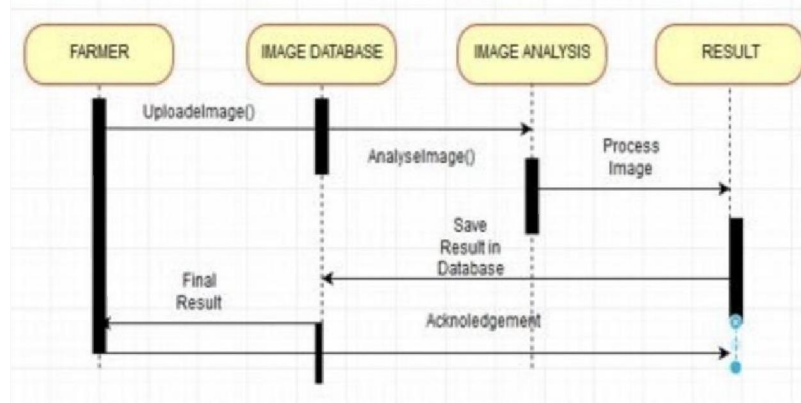 FARMER
IMAGE DATABASE
IMAGE ANALYSIS
RESULT
UploadeImage()
AnalyseImage()
Process
Image
Save
Result in
Database
Final
Result
Acknoledgement